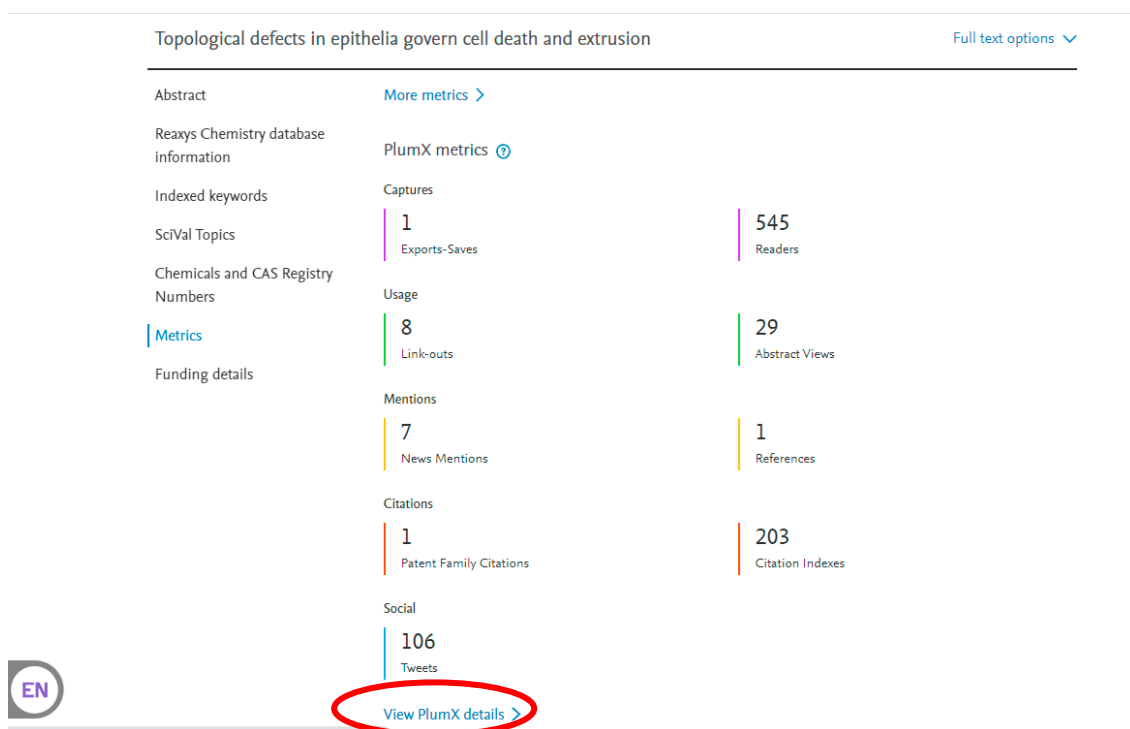 Topological defects in epithelia govern cell death and extrusion
Full text options
Abstract
Reaxys Chemistry database
information
Indexed keywords
SciVal Topics
Chemicals and CAS Registry
Numbers
Metrics
Funding details
More metrics
PlumX metrics ?
Captures
1
Exports-Saves
545
Readers
Usage
8
Link-outs
29
Abstract Views
Mentions
7
News Mentions
1
References
Citations
1
Patent Family Citations
203
Citation Indexes
Social
106
Tweets
View PlumX details
EN